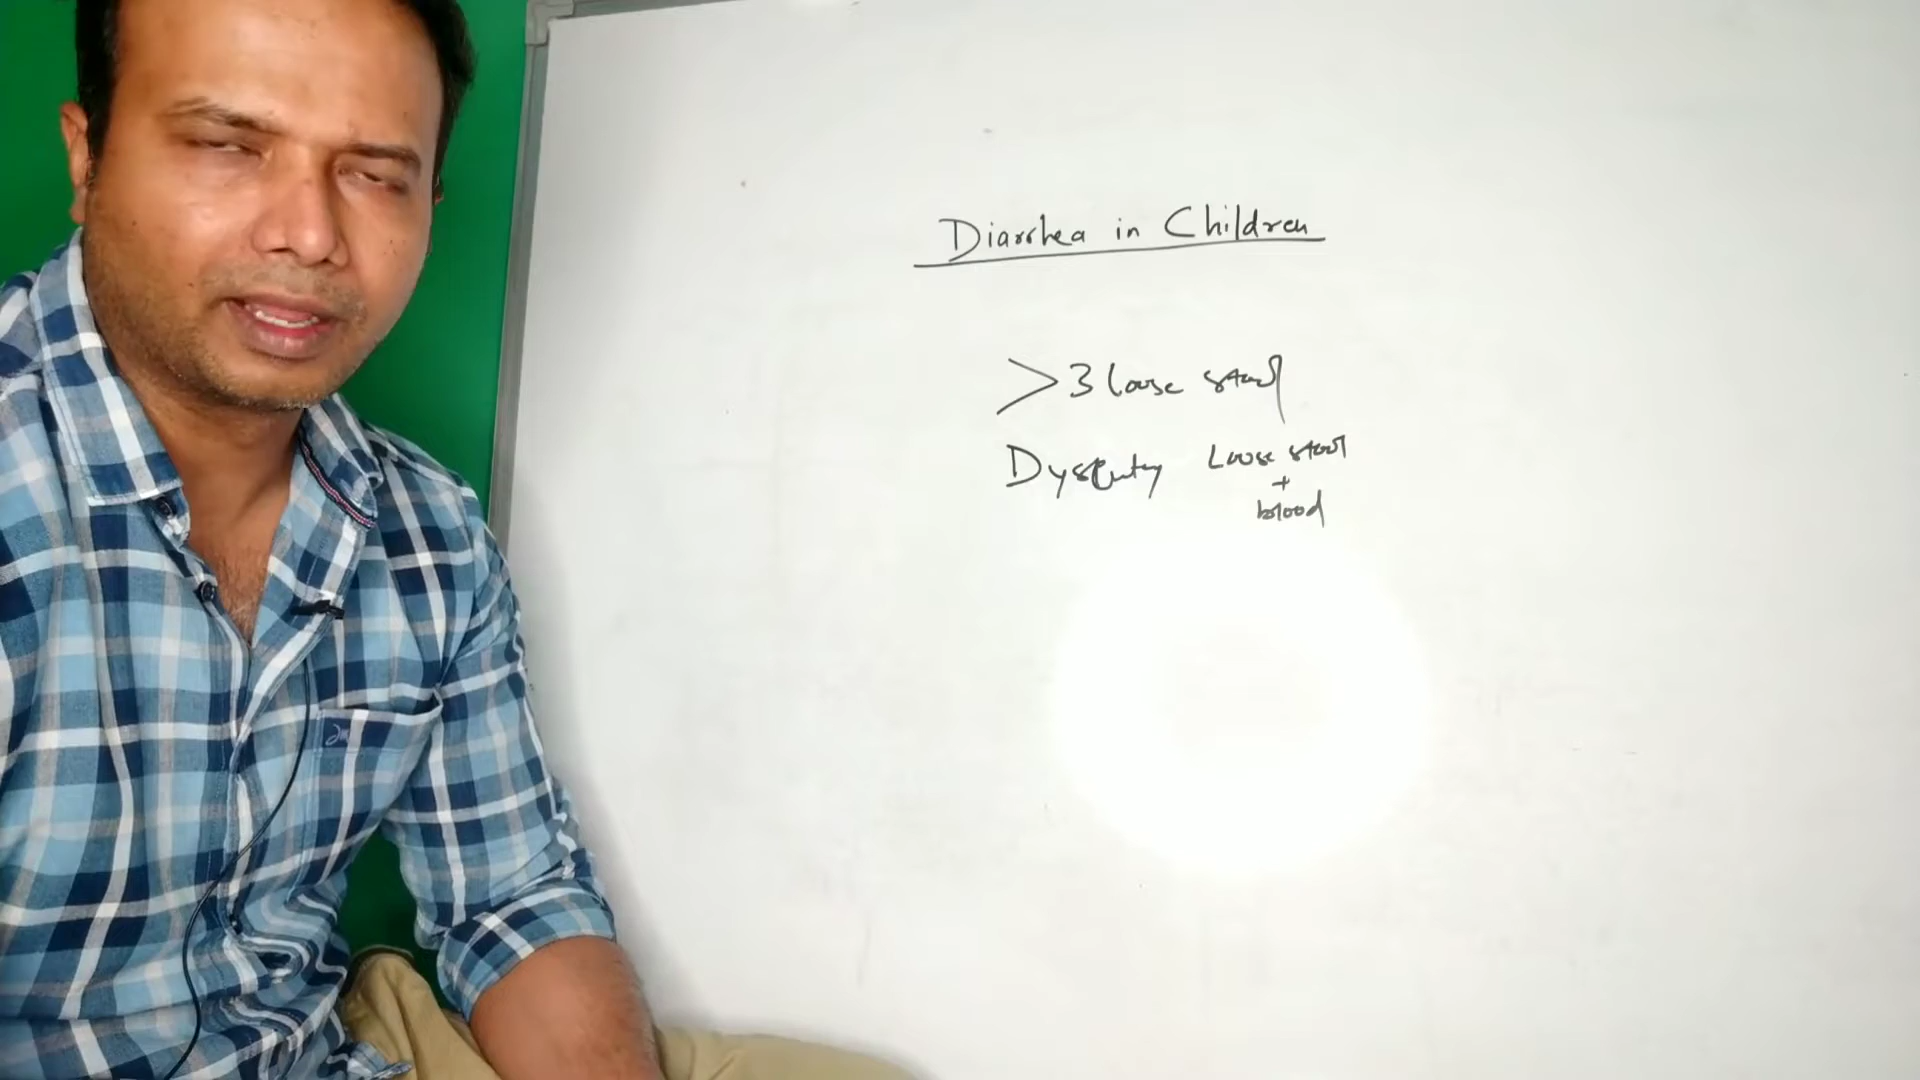 Diarrhea in Children
>3 loose stool
Dysentry Loose stool
+
blood